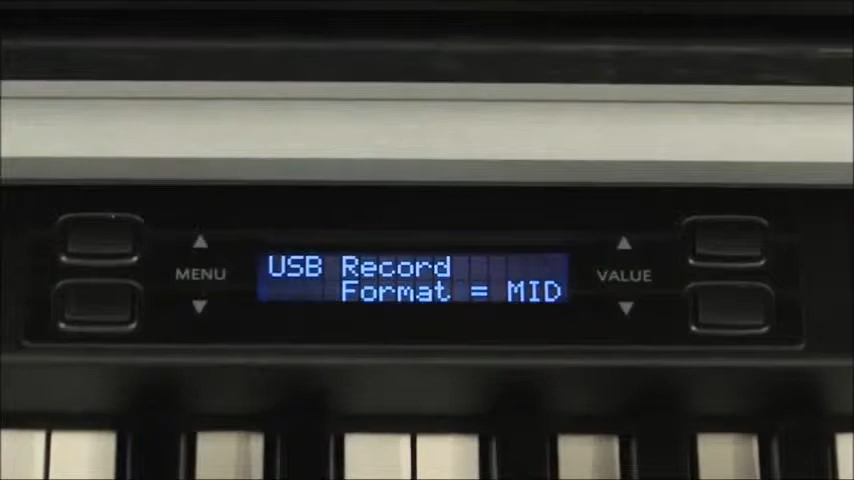 MENU
USB Record
Format = MID
VALUE